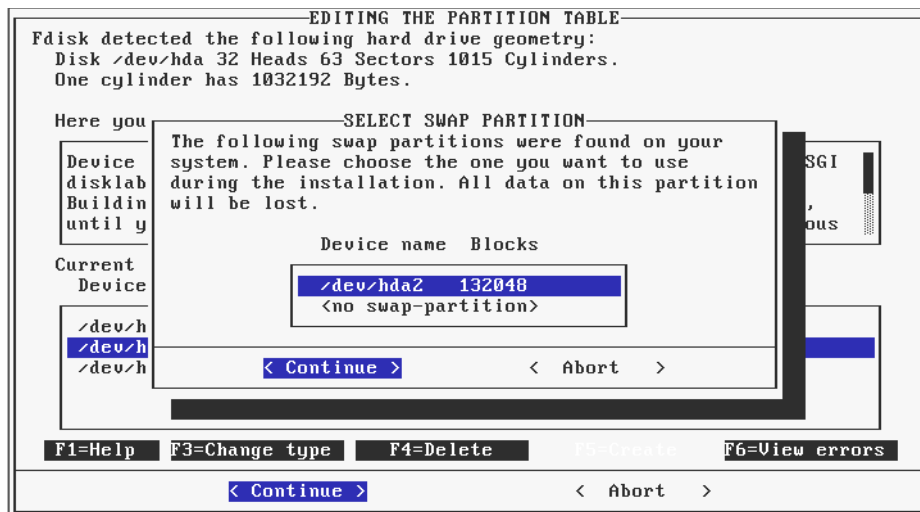 EDITING THE PARTITION TABLE
Fdisk detected the following hard drive geometry:
Disk /dev/hda 32 Heads 63 Sectors 1015 Cylinders.
One cylinder has 1032192 Bytes.
Here you
SELECT SWAP PARTITION
The following swap partitions were found on your
system. Please choose the one you want to use
during the installation. All data on this partition
will be lost.
Device SGI
disklab
Buildin ,
until y ous
Device name Blocks
/dev/hda2 132048
<no swap-partition>
Current
Device
/dev/h
/dev/h
/dev/h
< Continue > < Abort >
F1=Help F3=Change type F4=Delete F5=Create F6=View errors
< Continue > < Abort >